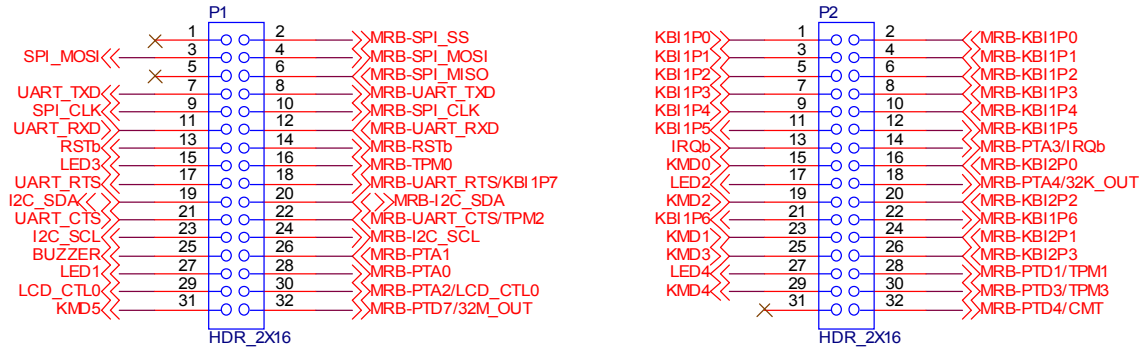 P1
1 2 MRB-SPI_SS
SPI_MOSI 3 4 MRB-SPI_MOSI
5 6 MRB-SPI_MISO
UART_TXD 7 8 MRB-UART_TXD
SPI_CLK 9 10 MRB-SPI_CLK
UART_RXD 11 12 MRB-UART_RXD
RSTb 13 14 MRB-RSTb
LED3 15 16 MRB-TPM0
UART_RTS 17 18 MRB-UART_RTS/KBI1P7
I2C_SDA 19 20 MRB-I2C_SDA
UART_CTS 21 22 MRB-UART_CTS/TPM2
I2C_SCL 23 24 MRB-I2C_SCL
BUZZER 25 26 MRB-PTA1
LED1 27 28 MRB-PTA0
LCD_CTL0 29 30 MRB-PTA2/LCD_CTL0
KMD5 31 32 MRB-PTD7/32M_OUT
HDR_2X16
P2
KBI1P0 1 2 MRB-KBI1P0
KBI1P1 3 4 MRB-KBI1P1
KBI1P2 5 6 MRB-KBI1P2
KBI1P3 7 8 MRB-KBI1P3
KBI1P4 9 10 MRB-KBI1P4
KBI1P5 11 12 MRB-KBI1P5
IRQb 13 14 MRB-PTA3/IRQb
KMD0 15 16 MRB-KBI2P0
LED2 17 18 MRB-PTA4/32K_OUT
KMD2 19 20 MRB-KBI2P2
KBI1P6 21 22 MRB-KBI1P6
KMD1 23 24 MRB-KBI2P1
KMD3 25 26 MRB-KBI2P3
LED4 27 28 MRB-PTD1/TPM1
KMD4 29 30 MRB-PTD3/TPM3
31 32 MRB-PTD4/CMT
HDR_2X16